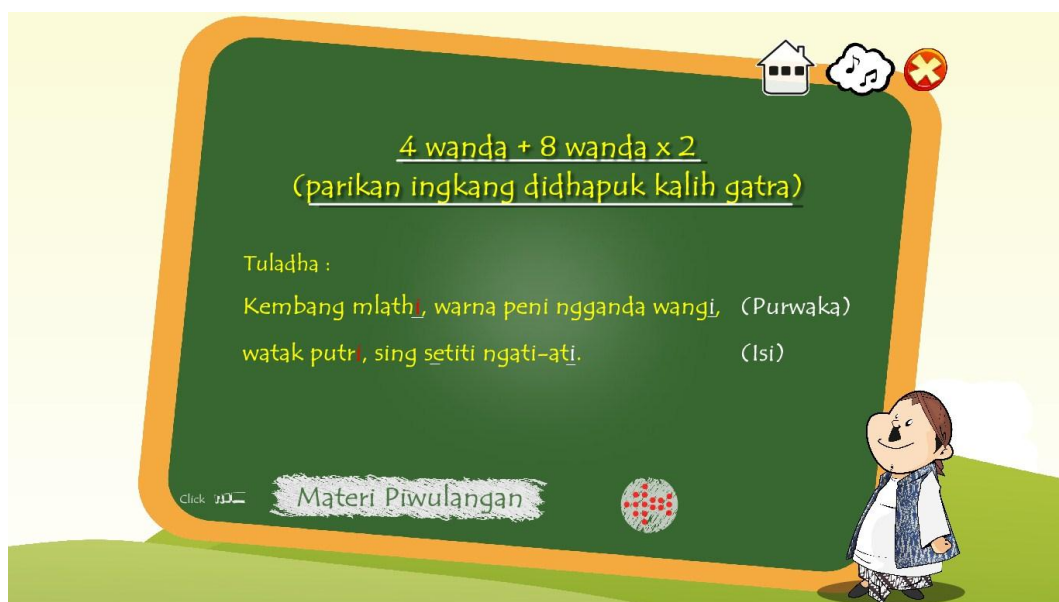 4 wanda + 8 wanda x 2
(parikan ingkang didhapuk kalih gatra)
Tuladha :
Kembang mlathi, warna peni ngganda wangi, (Purwaka)
watak putri, sing setiti ngati-ati. (Isi)
Click
Materi Piwulangan